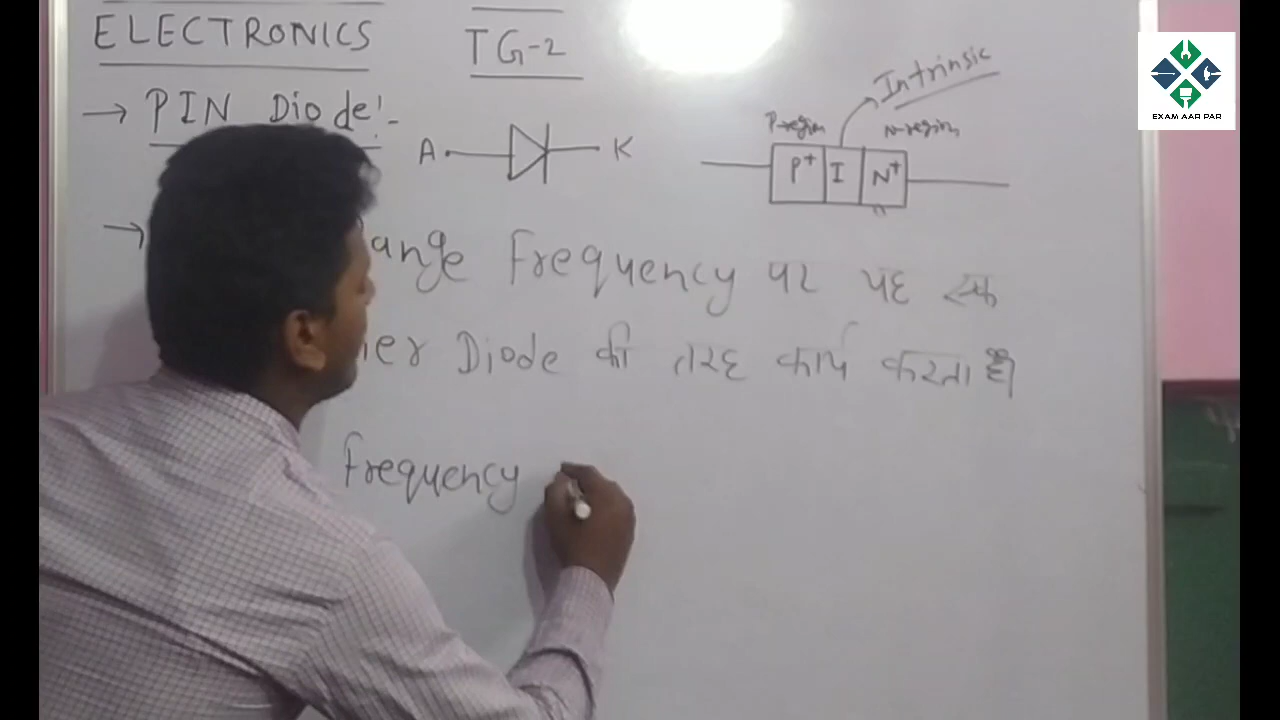 ELECTRONICS TG-2
→ PIN Diode:-
A K
Intrinsic
P-region n-region
P+ I N+
→ ange Frequency पर यह एक
ier Diode की तरह कार्य करता है।
Frequency
EXAM AAR PAR